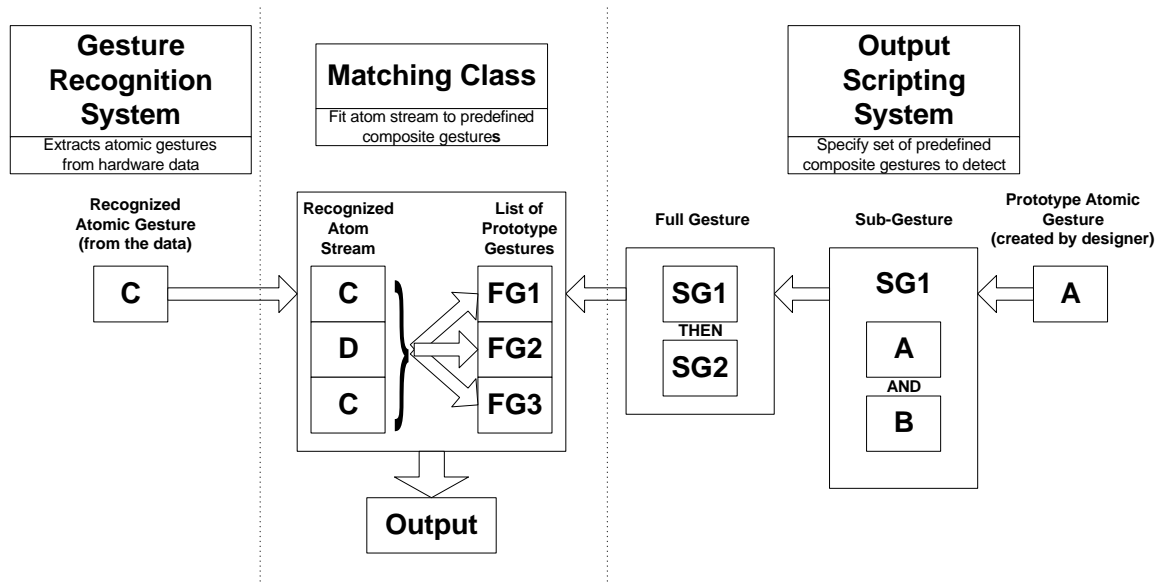 Gesture
Recognition
System
Extracts atomic gestures
from hardware data
Recognized
Atomic Gesture
(from the data)
C
Matching Class
Fit atom stream to predefined
composite gestures
Recognized
Atom
Stream
C
D
C
List of
Prototype
Gestures
FG1
FG2
FG3
Output
Output
Scripting
System
Specify set of predefined
composite gestures to detect
Full Gesture
SG1
THEN
SG2
Sub-Gesture
SG1
A
AND
B
Prototype Atomic
Gesture
(created by designer)
A